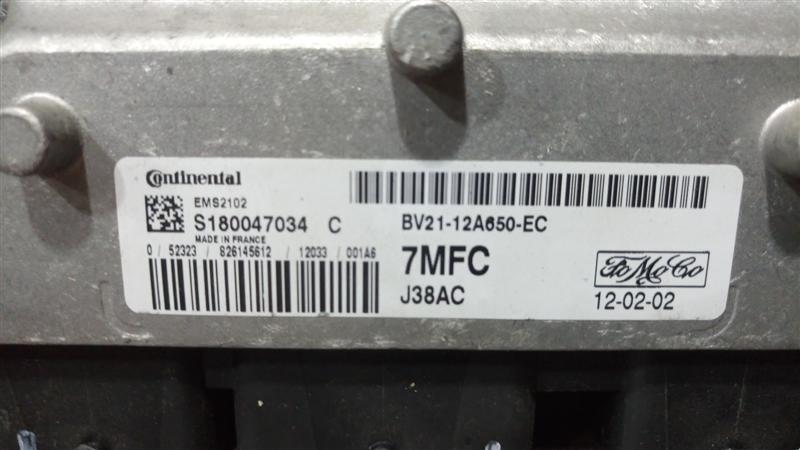 Continental
EMS2102
S180047034 C
MADE IN FRANCE
0 / 52323 / 826145612 / 12033 / 001A6
BV21-12A650-EC
7MFC
J38AC
FoMoCo
12-02-02